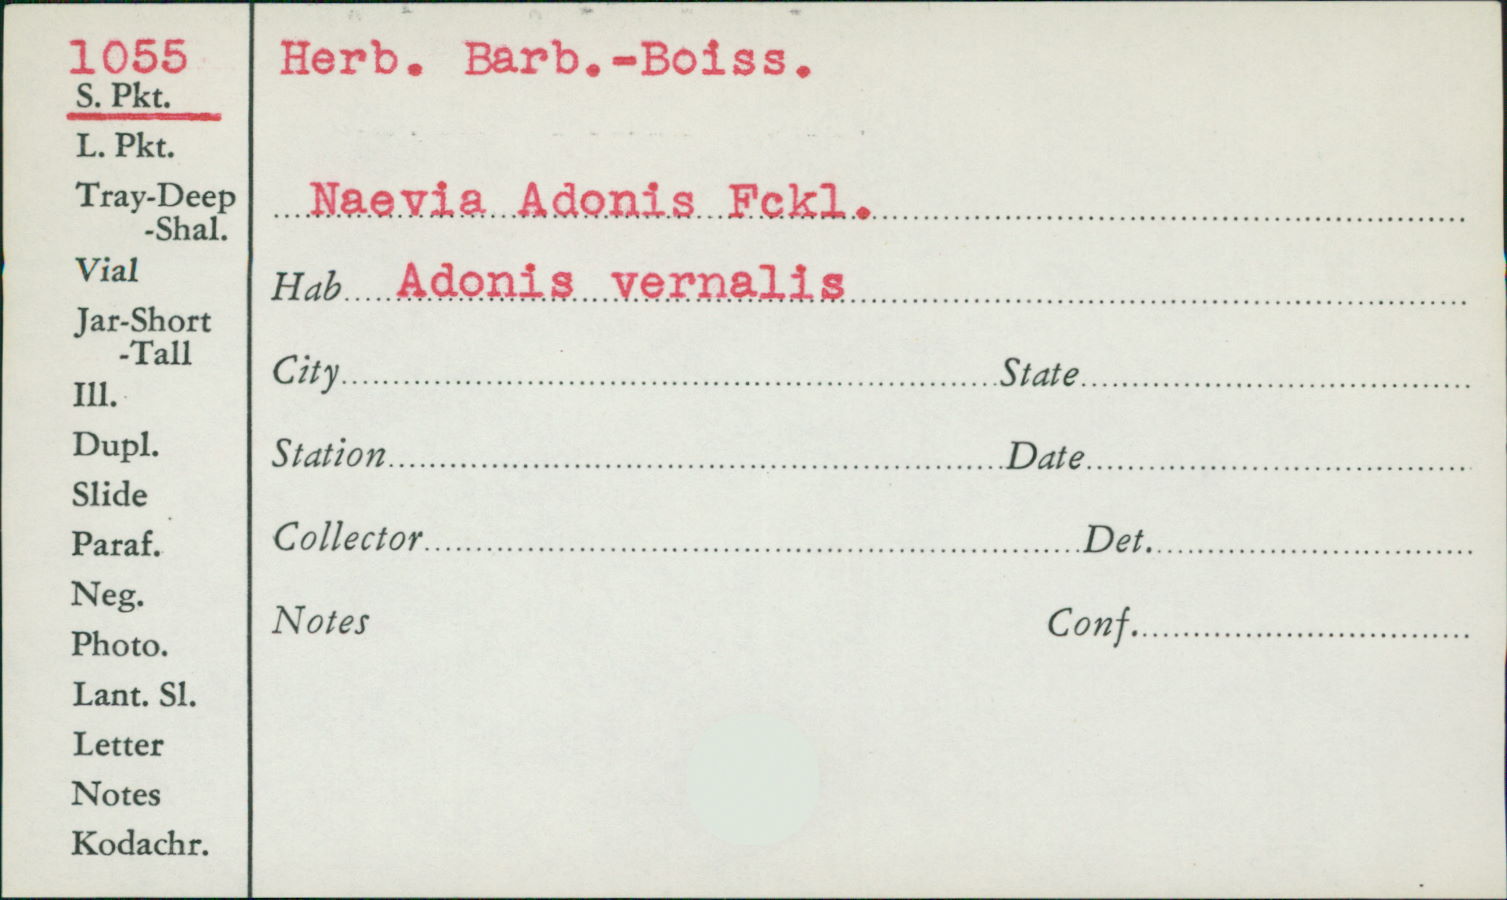 1055
S. Pkt.
L. Pkt.
Tray-Deep
-Shal.
Vial
Jar-Short
-Tall
Ill.
Dupl.
Slide
Paraf.
Neg.
Photo.
Lant. Sl.
Letter
Notes
Kodachr.
Herb. Barb.-Boiss.
Naevia Adonis Fckl.
Hab Adonis vernalis
City State
Station Date
Collector Det.
Notes Conf.